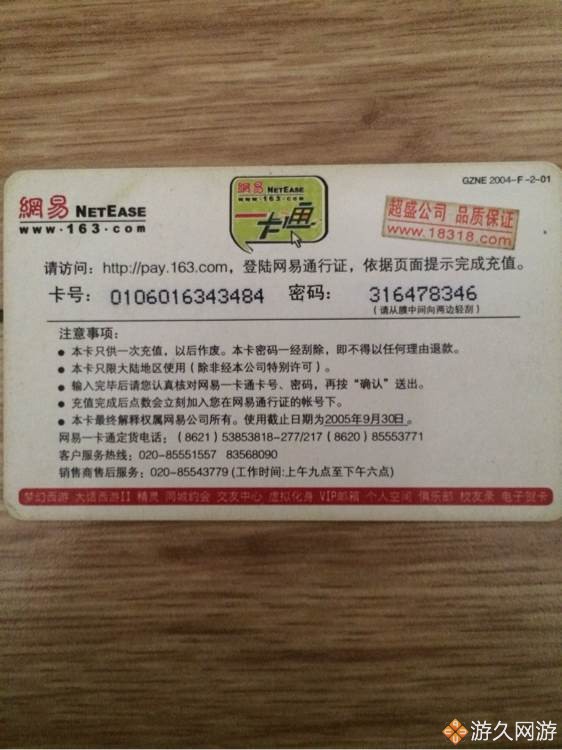 GZNE 2004-F-2-01
網易 NETEASE
www.163.com
網易 NETEASE
www.163.com
一卡通
超盛公司 品质保证
www.18318.com
请访问：http://pay.163.com，登陆网易通行证，依据页面提示完成充值。
卡号： 0106016343484 密码： 316478346
（请从膜中间向两边轻刮）
注意事项：
● 本卡只供一次充值，以后作废。本卡密码一经刮除，即不得以任何理由退款。
● 本卡只限大陆地区使用（除非经本公司特别许可）。
● 输入完毕后请您认真核对网易一卡通卡号、密码，再按“确认”送出。
● 充值完成后点数会立刻加入您在网易通行证的帐号下。
● 本卡最终解释权属网易公司所有。使用截止日期为2005年9月30日。
网易一卡通定货电话：（8621）53853818-277/217（8620）85553771
客户服务热线：020-85551557 83568090
销售商售后服务：020-85543779 (工作时间:上午九点至下午六点)
梦幻西游 大话西游II 精灵 同城约会 交友中心 虚拟化身 VIP邮箱 个人空间 俱乐部 校友录 电子贺卡
游久网游